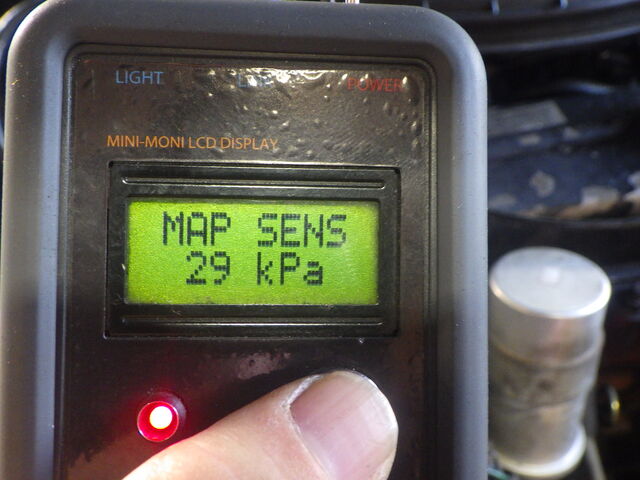 LIGHT POWER
MINI-MONI LCD DISPLAY
MAP SENS
29 kPa